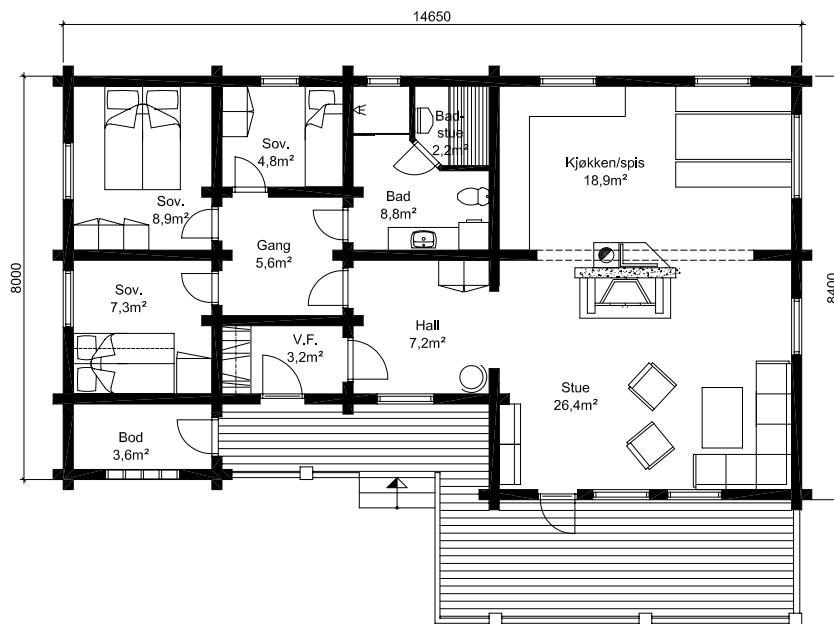 14650
8000
8400
Sov.
8,9m²
Sov.
4,8m²
Bad-
stue
2,2m²
Kjøkken/spis
18,9m²
Bad
8,8m²
Gang
5,6m²
Sov.
7,3m²
V.F.
3,2m²
Hall
7,2m²
Stue
26,4m²
Bod
3,6m²